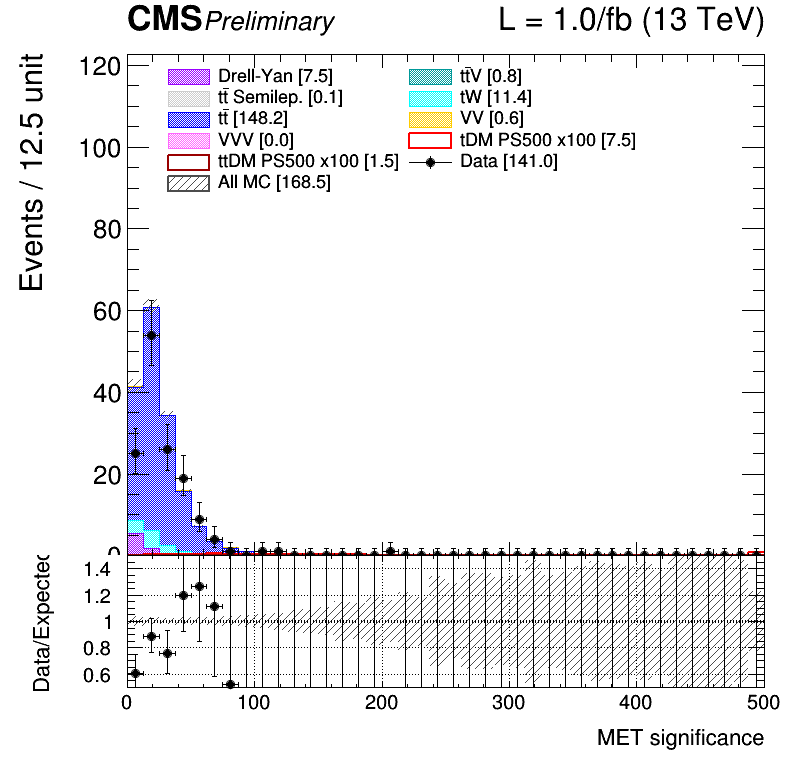 CMS Preliminary L = 1.0/fb (13 TeV)
Events / 12.5 unit
120
100
80
60
40
20
0
Drell-Yan [7.5]
tt̄V [0.8]
tt̄ Semilep. [0.1]
tW [11.4]
tt̄ [148.2]
VV [0.6]
VVV [0.0]
tDM PS500 x100 [7.5]
ttDM PS500 x100 [1.5]
Data [141.0]
All MC [168.5]
Data/Expected
1.4
1.2
1
0.8
0.6
0 100 200 300 400 500
MET significance